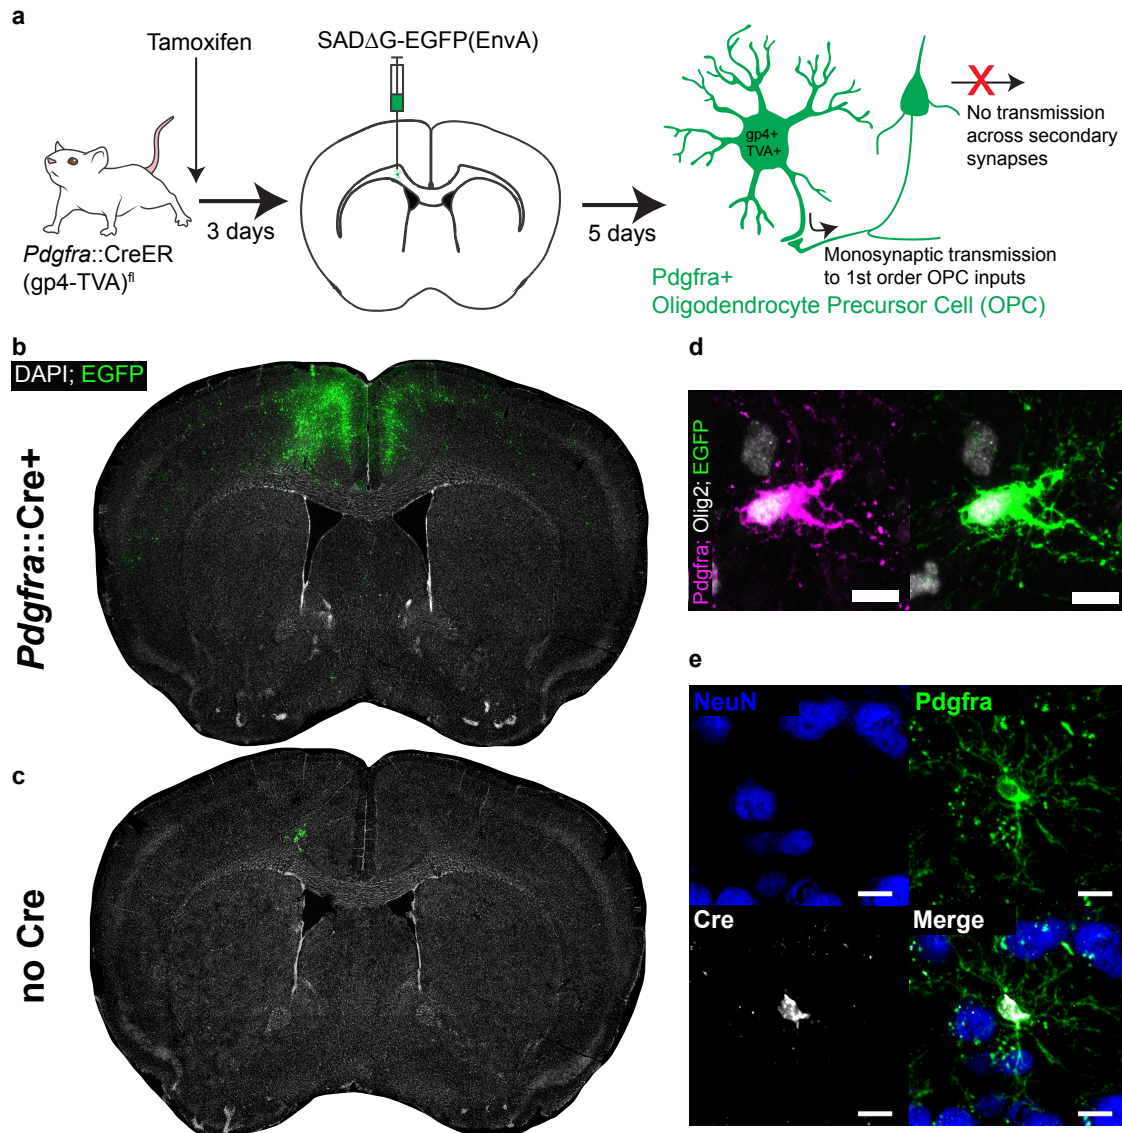 a
Tamoxifen
SADΔG-EGFP(EnvA)
Pdgfra::CreER
(gp4-TVA)fl
3 days
5 days
gp4+
TVA+
X
No transmission
across secondary
synapses
Monosynaptic transmission
to 1st order OPC inputs
Pdgfra+
Oligodendrocyte Precursor Cell (OPC)
b
DAPI; EGFP
Pdgfra::Cre+
c
no Cre
d
Pdgfra; Olig2; EGFP
e
NeuN
Pdgfra
Cre
Merge